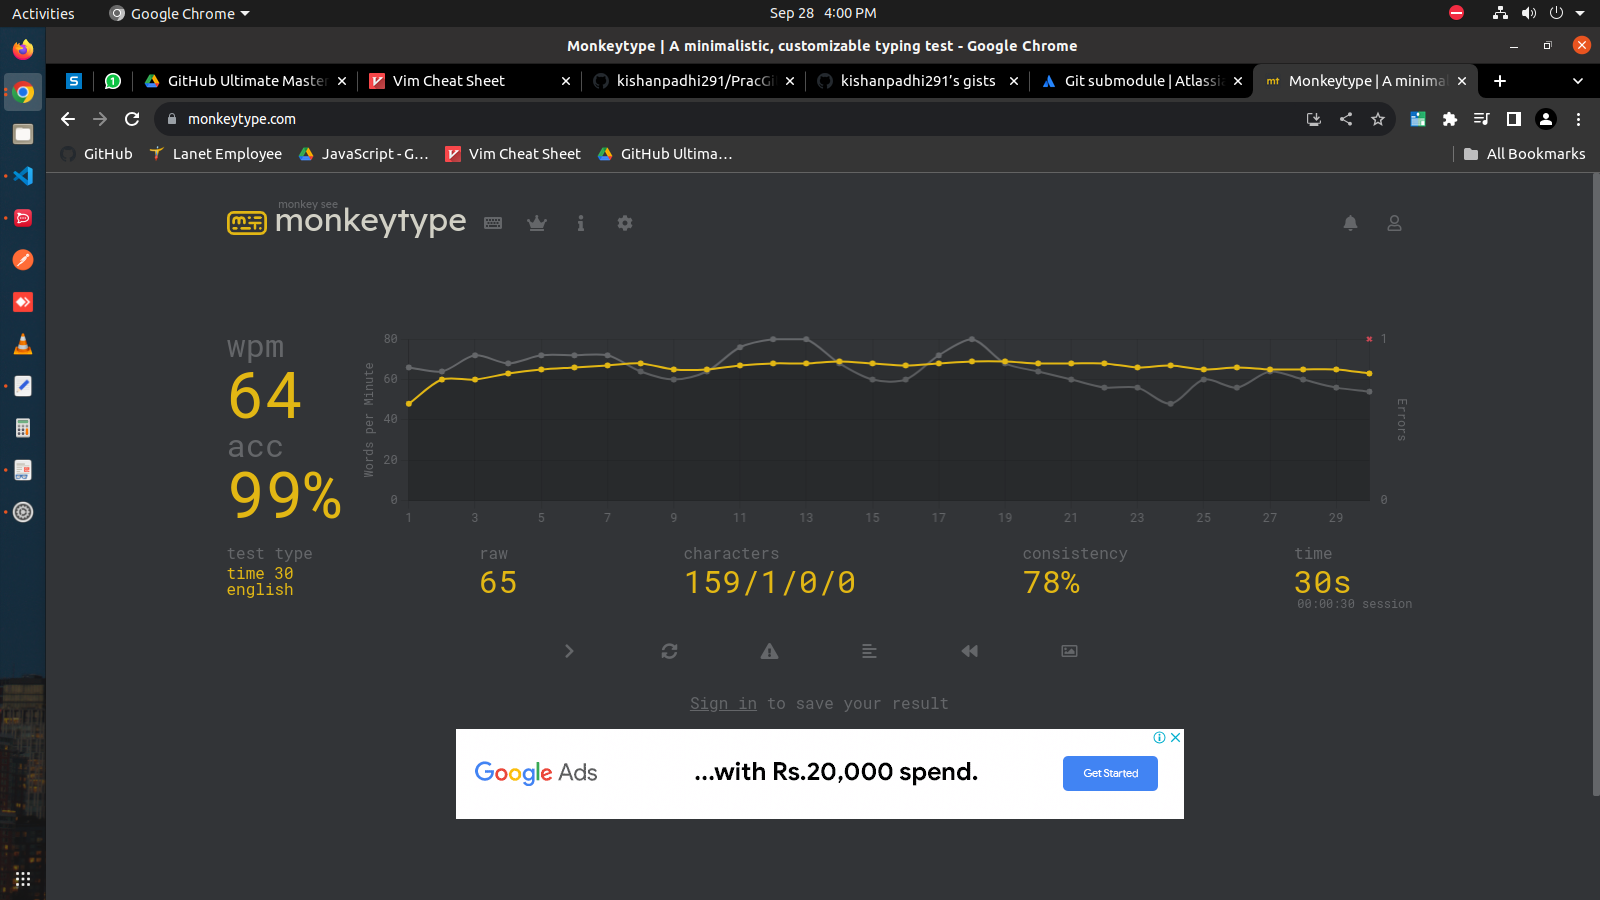 Activities Google Chrome Sep 28 4:00 PM
Monkeytype | A minimalistic, customizable typing test - Google Chrome
S 1 GitHub Ultimate Master Vim Cheat Sheet kishanpadhi291/PracGi kishanpadhi291's gists Git submodule | Atlassia mt Monkeytype | A minimal
monkeytype.com
GitHub Lanet Employee JavaScript - G... Vim Cheat Sheet GitHub Ultima... All Bookmarks
monkey see
monkeytype
wpm
64
acc
99%
Words per Minute
80
60
40
20
0
1 3 5 7 9 11 13 15 17 19 21 23 25 27 29
1
0
Errors
test type
time 30
english
raw
65
characters
159/1/0/0
consistency
78%
time
30s
00:00:30 session
Sign in to save your result
Google Ads ...with Rs.20,000 spend. Get Started